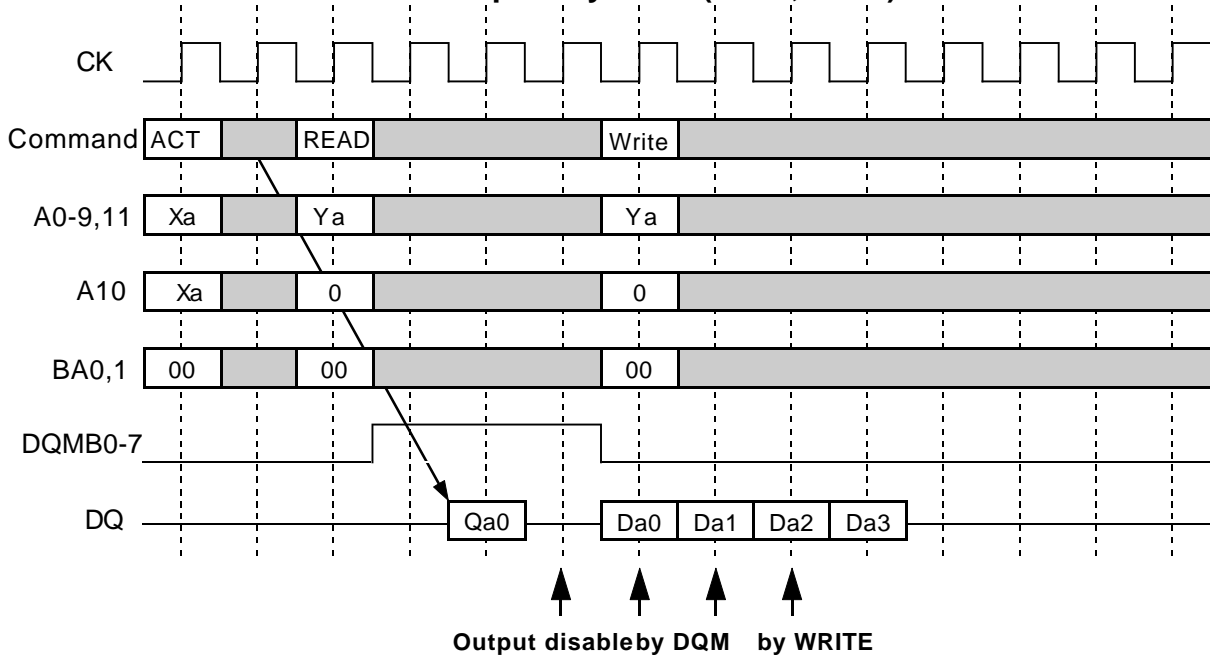 CK
Command ACT READ Write
A0-9,11 Xa Ya Ya
A10 Xa 0 0
BA0,1 00 00 00
DQMB0-7
DQ Qa0 Da0 Da1 Da2 Da3
Output disable by DQM by WRITE